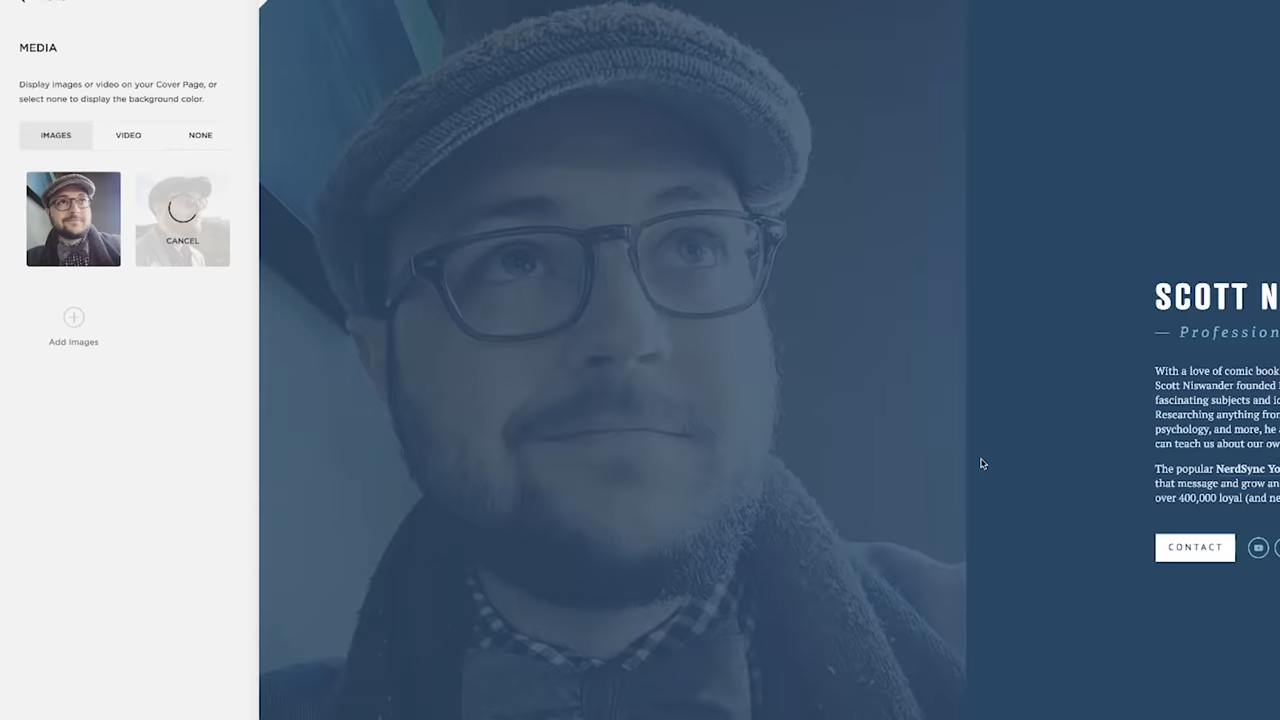 MEDIA
Display images or video on your Cover Page, or
select none to display the background color.
IMAGES
VIDEO
NONE
CANCEL
Add Images
SCOTT N
— Profession
With a love of comic book
Scott Niswander founded
fascinating subjects and
Researching anything from
psychology, and more, he
can teach us about our ow
The popular NerdSync Yo
that message and grow an
over 400,000 loyal (and ne
CONTACT